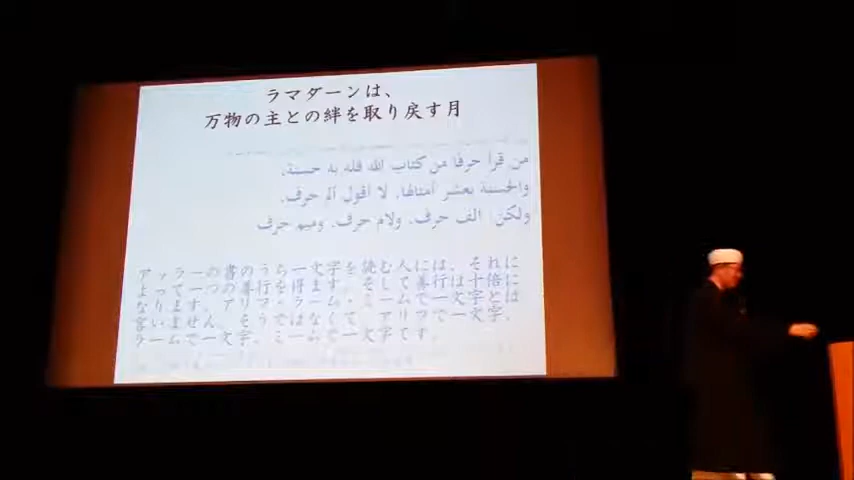 ラマダーンは、
万物の主との絆を取り戻す月
من قرأ حرفا من كتاب الله فله به حسنة،
والحسنة بعشر أمثالها، لا أقول الم حرف،
ولكن: الف حرف، ولام حرف، وميم حرف
アッラーの書のうち一文字を読む人には、それに
よって一つの善行を得ます。そして善行は十倍に
なります。アリフ・ラーム・ミームで一文字とは
言いません。そうではなくて、アリフで一文字、
ラームで一文字、ミームで一文字です。